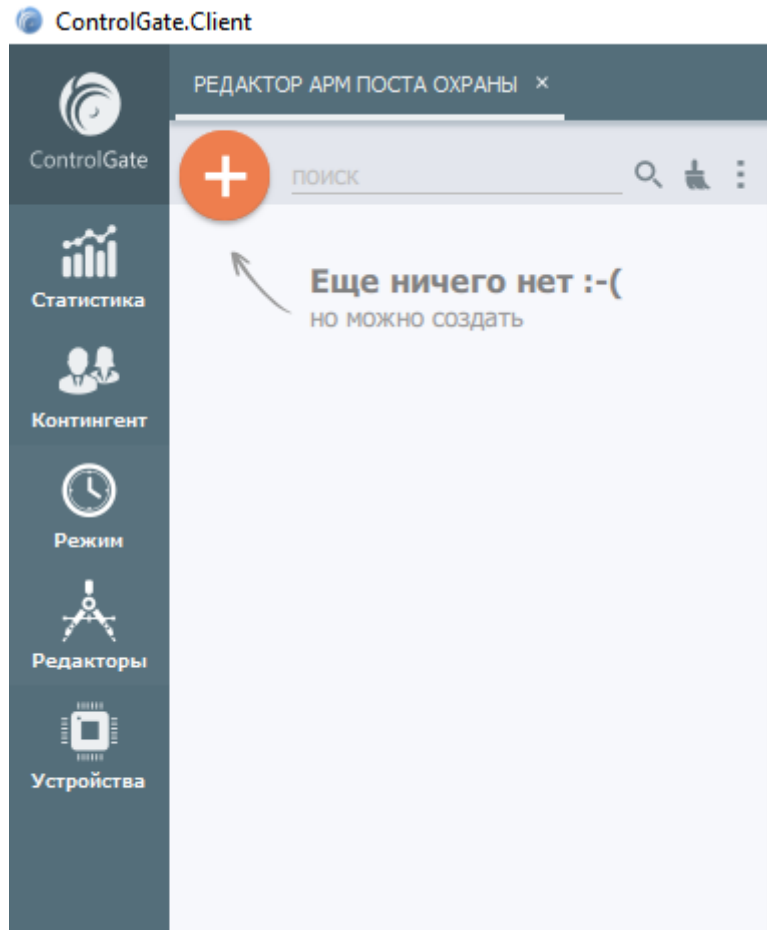 ControlGate.Client
РЕДАКТОР АРМ ПОСТА ОХРАНЫ ×
ControlGate
поиск
Еще ничего нет :-(
но можно создать
Статистика
Контингент
Режим
Редакторы
Устройства